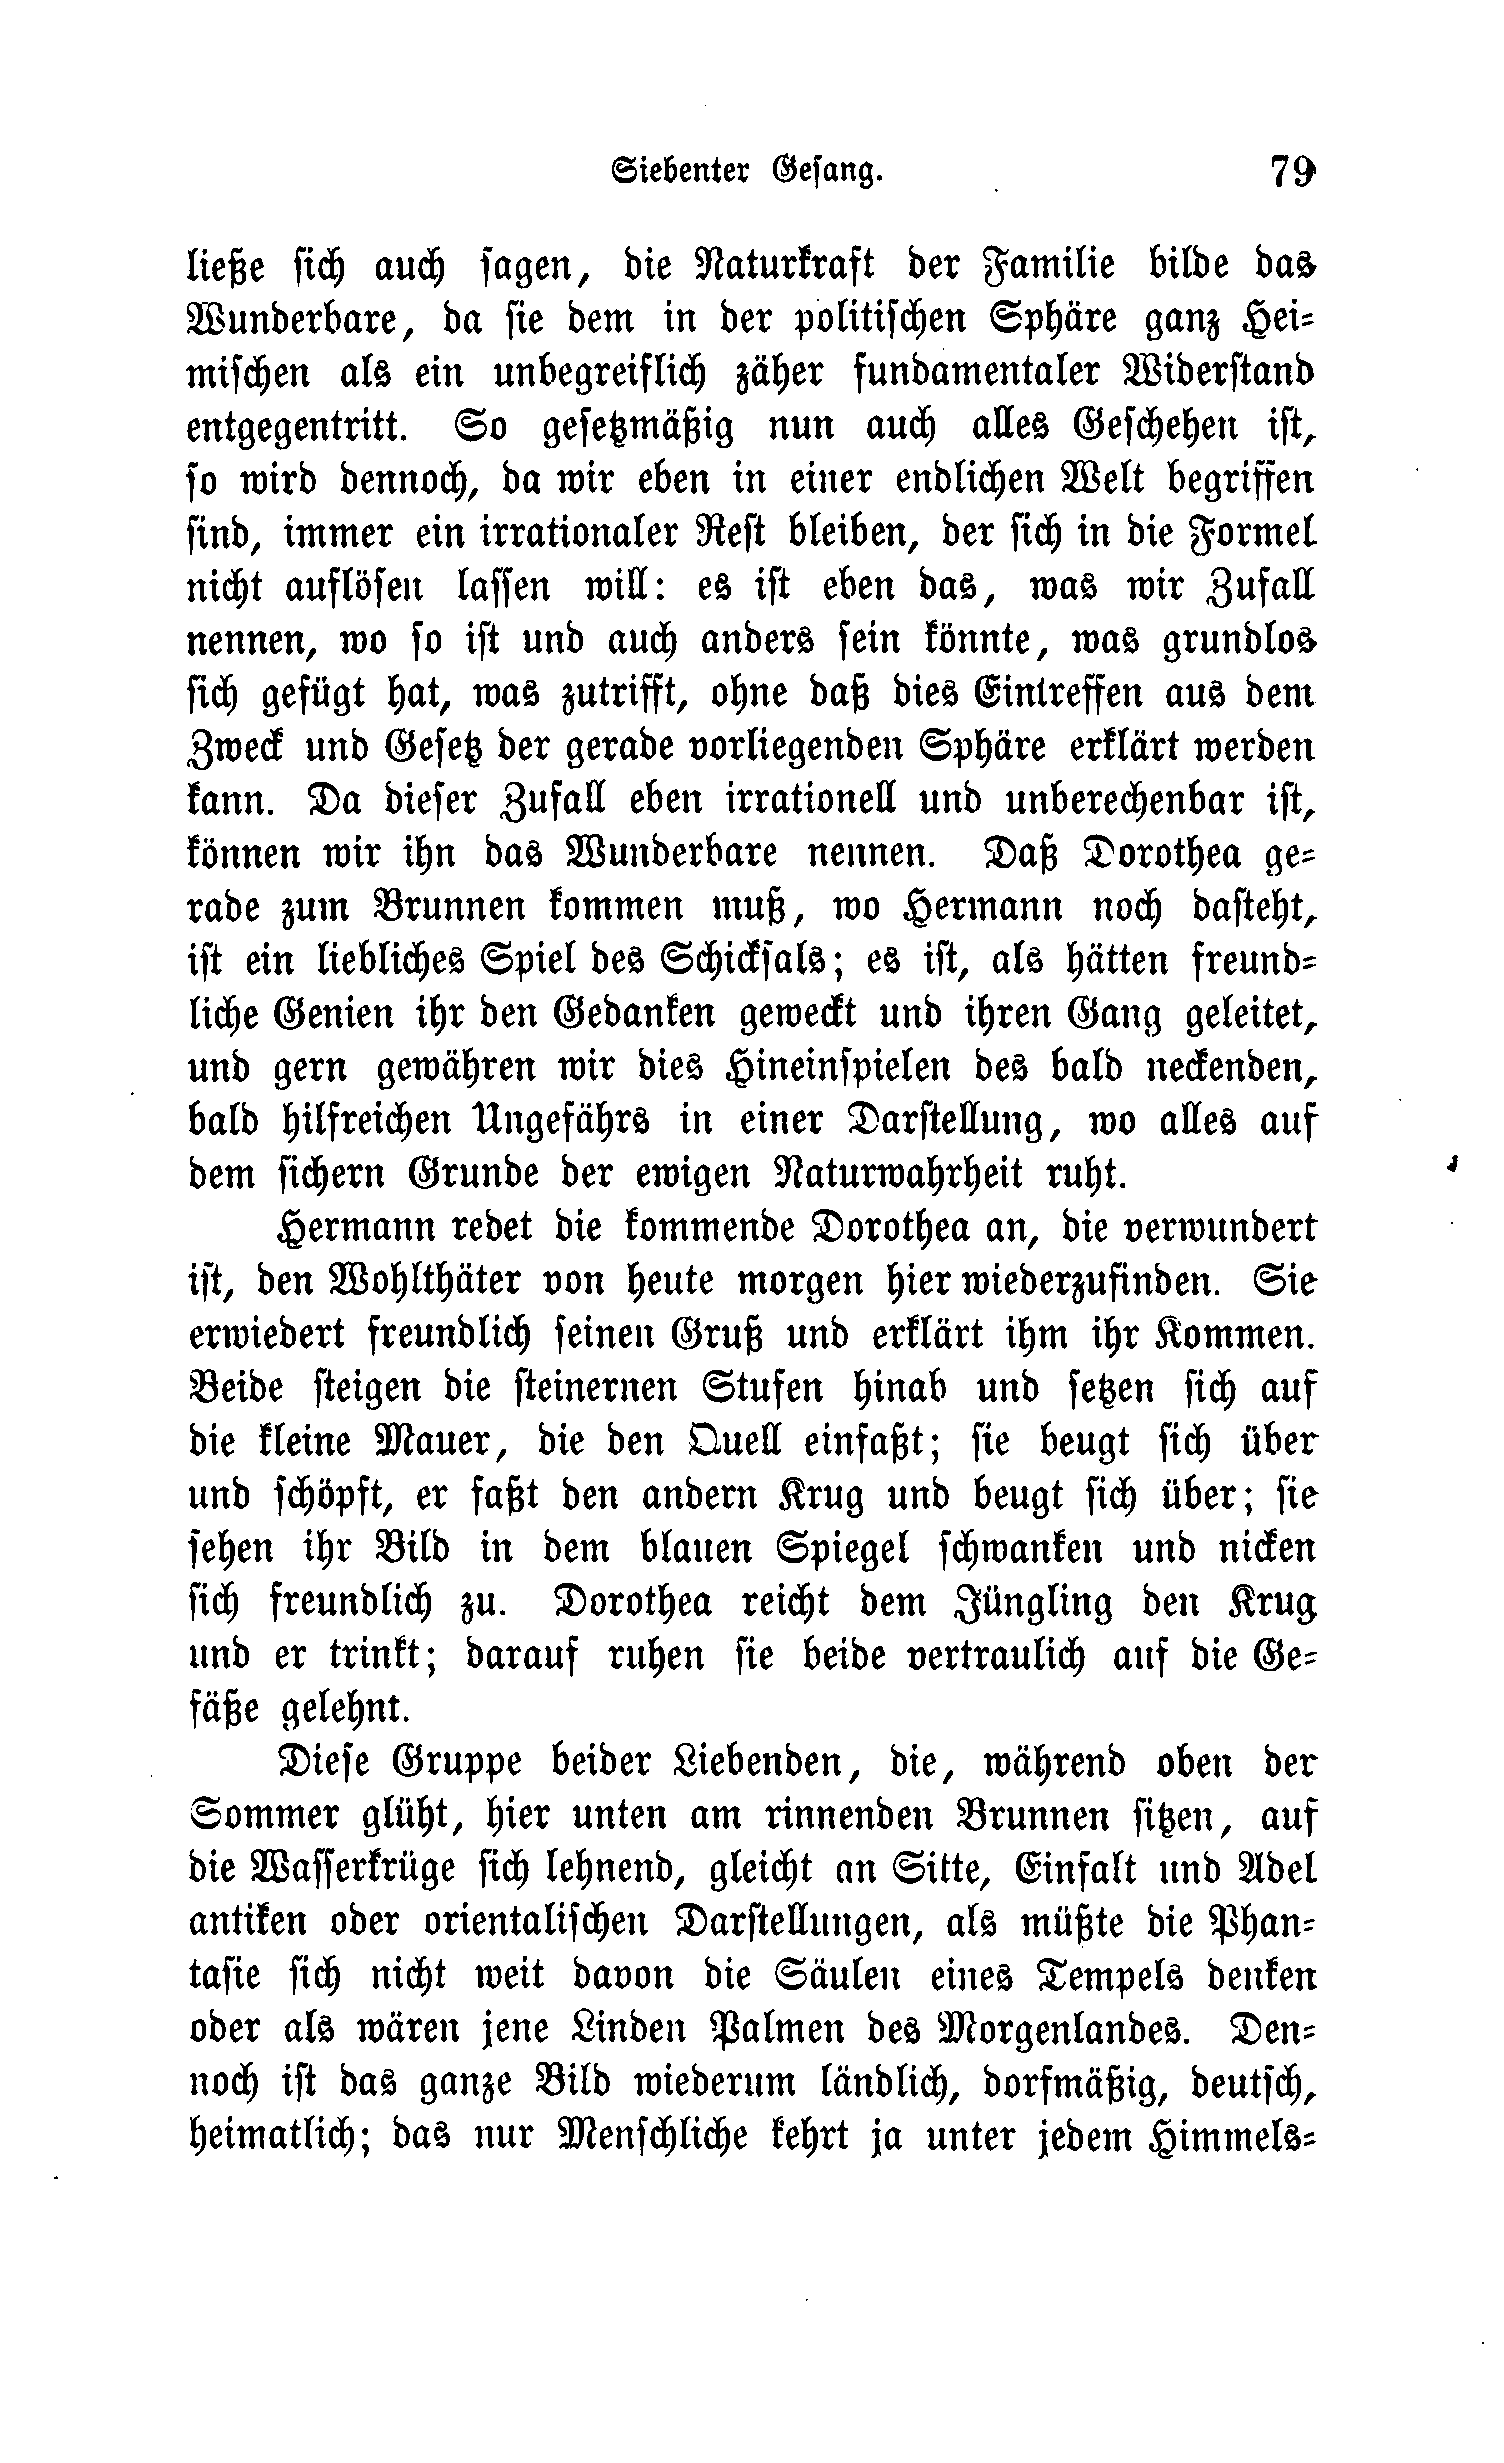 Siebenter Geſang. 79
ließe ſich auch ſagen, die Naturkraft der Familie bilde das
Wunderbare, da ſie dem in der politiſchen Sphäre ganz Hei-
miſchen als ein unbegreiflich zäher fundamentaler Widerſtand
entgegentritt. So geſetzmäßig nun auch alles Geſchehen iſt,
ſo wird dennoch, da wir eben in einer endlichen Welt begriffen
ſind, immer ein irrationaler Reſt bleiben, der ſich in die Formel
nicht auflöſen laſſen will: es iſt eben das, was wir Zufall
nennen, wo ſo iſt und auch anders ſein könnte, was grundlos
ſich gefügt hat, was zutrifft, ohne daß dies Eintreffen aus dem
Zweck und Geſetz der gerade vorliegenden Sphäre erklärt werden
kann. Da dieſer Zufall eben irrationell und unberechenbar iſt,
können wir ihn das Wunderbare nennen. Daß Dorothea ge-
rade zum Brunnen kommen muß, wo Hermann noch daſteht,
iſt ein liebliches Spiel des Schickſals; es iſt, als hätten freund-
liche Genien ihr den Gedanken geweckt und ihren Gang geleitet,
und gern gewähren wir dies Hineinſpielen des bald neckenden,
bald hilfreichen Ungefährs in einer Darſtellung, wo alles auf
dem ſichern Grunde der ewigen Naturwahrheit ruht.
Hermann redet die kommende Dorothea an, die verwundert
iſt, den Wohlthäter von heute morgen hier wiederzufinden. Sie
erwiedert freundlich ſeinen Gruß und erklärt ihm ihr Kommen.
Beide ſteigen die ſteinernen Stufen hinab und ſetzen ſich auf
die kleine Mauer, die den Quell einfaßt; ſie beugt ſich über
und ſchöpft, er faßt den andern Krug und beugt ſich über; ſie
ſehen ihr Bild in dem blauen Spiegel ſchwanken und nicken
ſich freundlich zu. Dorothea reicht dem Jüngling den Krug
und er trinkt; darauf ruhen ſie beide vertraulich auf die Ge-
fäße gelehnt.
Dieſe Gruppe beider Liebenden, die, während oben der
Sommer glüht, hier unten am rinnenden Brunnen ſitzen, auf
die Waſſerkrüge ſich lehnend, gleicht an Sitte, Einfalt und Adel
antiken oder orientaliſchen Darſtellungen, als müßte die Phan-
taſie ſich nicht weit davon die Säulen eines Tempels denken
oder als wären jene Linden Palmen des Morgenlandes. Den-
noch iſt das ganze Bild wiederum ländlich, dorfmäßig, deutſch,
heimatlich; das nur Menſchliche kehrt ja unter jedem Himmels-